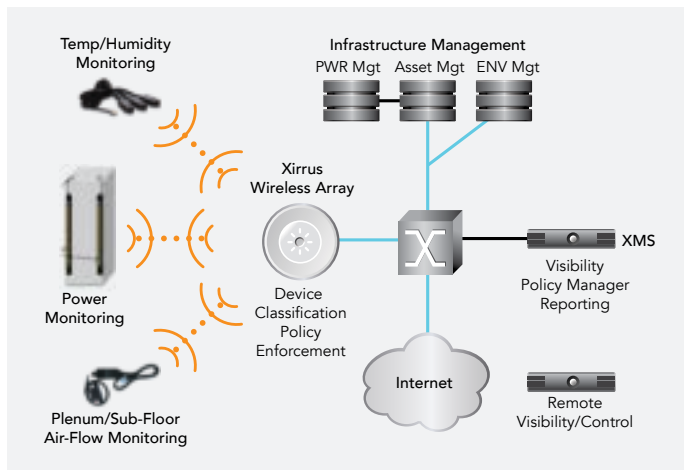 Temp/Humidity
Monitoring
Infrastructure Management
PWR Mgt Asset Mgt ENV Mgt
Xirrus
Wireless Array
XMS
Visibility
Policy Manager
Reporting
Power
Monitoring
Device
Classification
Policy
Enforcement
Internet
Plenum/Sub-Floor
Air-Flow Monitoring
Remote
Visibility/Control